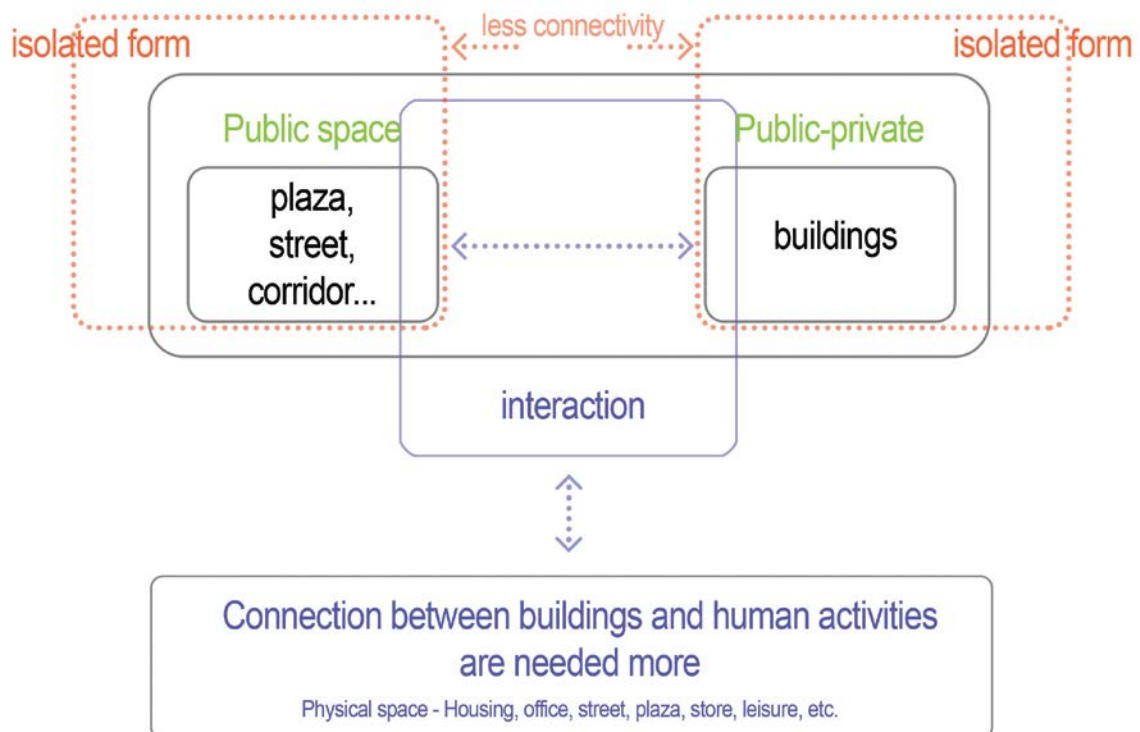 less connectivity
isolated form
isolated form
Public space
Public-private
plaza,
street,
corridor...
buildings
interaction
Connection between buildings and human activities
are needed more
Physical space - Housing, office, street, plaza, store, leisure, etc.